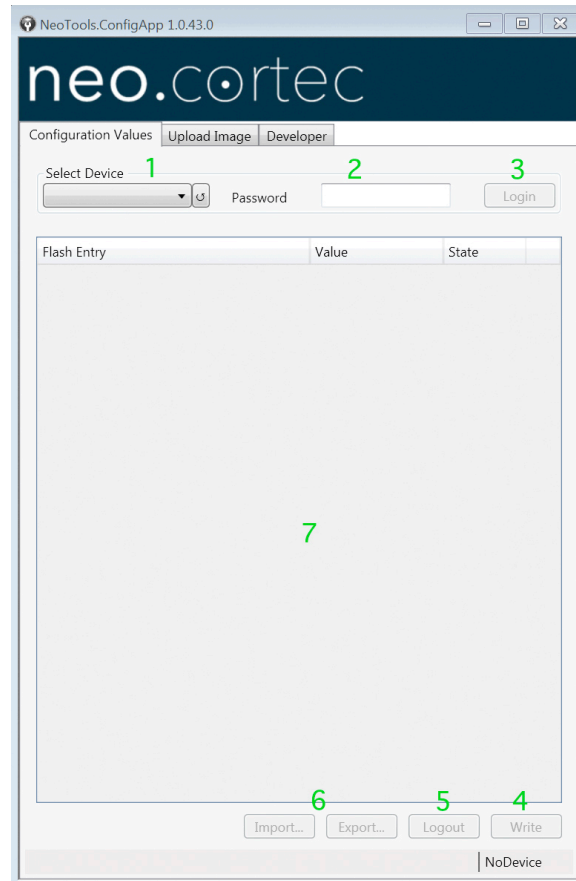 NeoTools.ConfigApp 1.0.43.0
neo.cortec
Configuration Values Upload Image Developer
1 2 3
Select Device
Password Login
Flash Entry Value State
7
6 5 4
Import... Export... Logout Write
NoDevice